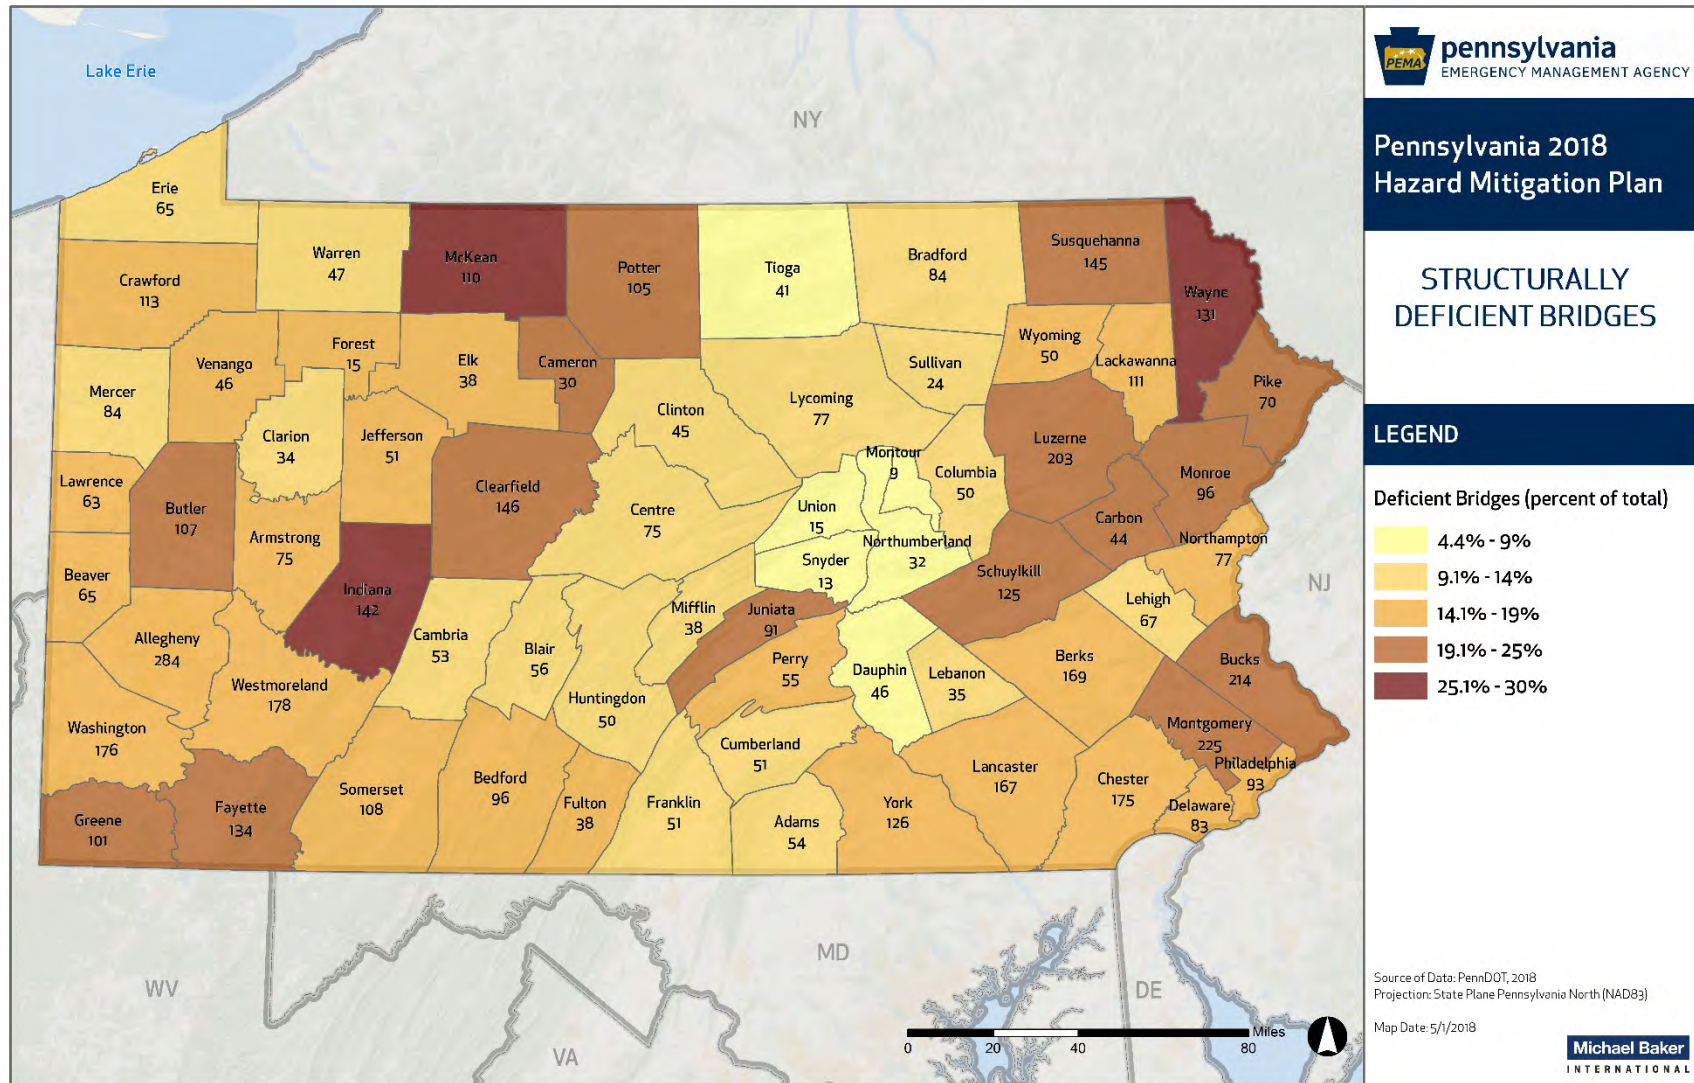 Lake Erie
NY
Erie
65
Warren
47
McKean
110
Potter
105
Tioga
41
Bradford
84
Susquehanna
145
Wayne
131
Crawford
113
Venango
46
Forest
15
Elk
38
Cameron
30
Sullivan
24
Wyoming
50
Lackawanna
111
Pike
70
Mercer
84
Clarion
34
Jefferson
51
Clinton
45
Lycoming
77
Montour
9
Columbia
50
Luzerne
203
Monroe
96
Lawrence
63
Butler
107
Armstrong
75
Clearfield
146
Centre
75
Union
15
Northumberland
32
Snyder
13
Carbon
44
Northampton
77
Schuylkill
125
Beaver
65
Indiana
142
Allegheny
284
Westmoreland
178
Cambria
53
Blair
56
Mifflin
38
Juniata
91
Perry
55
Huntingdon
50
Dauphin
46
Lebanon
35
Berks
169
Lehigh
67
Bucks
214
NJ
Washington
176
Greene
101
Fayette
134
Somerset
108
Bedford
96
Fulton
38
Franklin
51
Cumberland
51
Adams
54
York
126
Lancaster
167
Chester
175
Montgomery
225
Philadelphia
93
Delaware
83
WV
VA
MD
DE
Miles
0 20 40 80
PEMA
pennsylvania
EMERGENCY MANAGEMENT AGENCY
Pennsylvania 2018
Hazard Mitigation Plan
STRUCTURALLY
DEFICIENT BRIDGES
LEGEND
Deficient Bridges (percent of total)
4.4% - 9%
9.1% - 14%
14.1% - 19%
19.1% - 25%
25.1% - 30%
Source of Data: PennDOT, 2018
Projection: State Plane Pennsylvania North (NAD83)
Map Date: 5/1/2018
Michael Baker
INTERNATIONAL